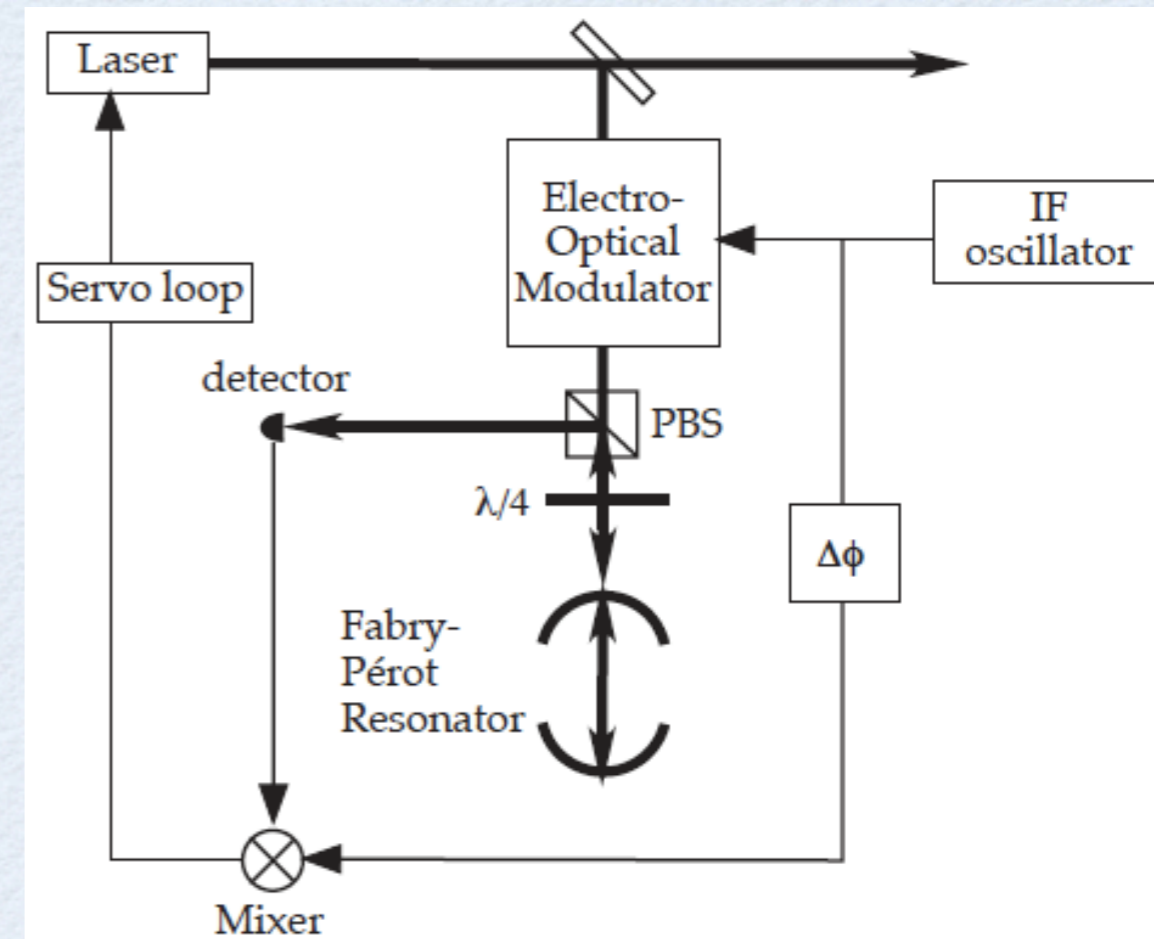 Laser
Electro-
Optical
Modulator
IF
oscillator
Servo loop
detector
PBS
λ/4
Δϕ
Fabry-
Pérot
Resonator
Mixer